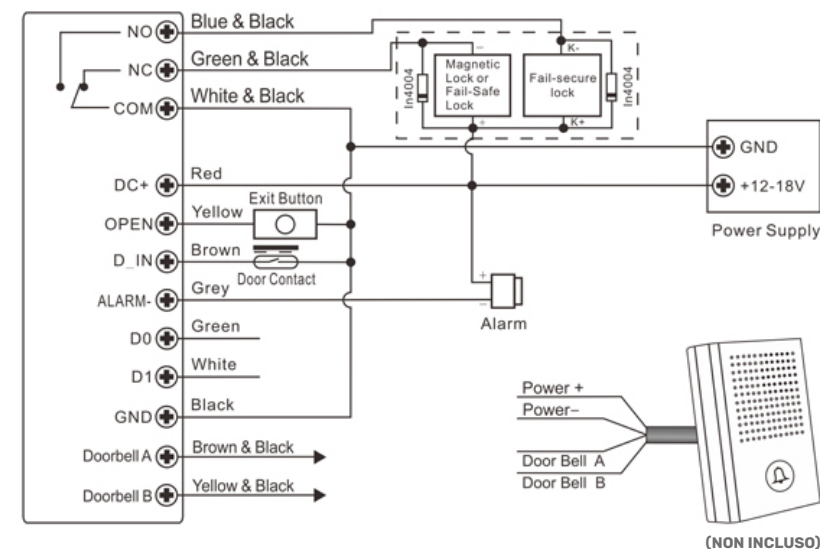 NO
Blue & Black
NC
Green & Black
COM
White & Black
DC+
Red
OPEN
Yellow
Exit Button
D_IN
Brown
Door Contact
ALARM-
Grey
D0
Green
D1
White
GND
Black
Doorbell A
Brown & Black
Doorbell B
Yellow & Black
In4004
–
Magnetic
Lock or
Fail-Safe
Lock
+
K-
Fail-secure
lock
K+
In4004
GND
+12-18V
Power Supply
+
–
Alarm
Power +
Power–
Door Bell A
Door Bell B
(NON INCLUSO)